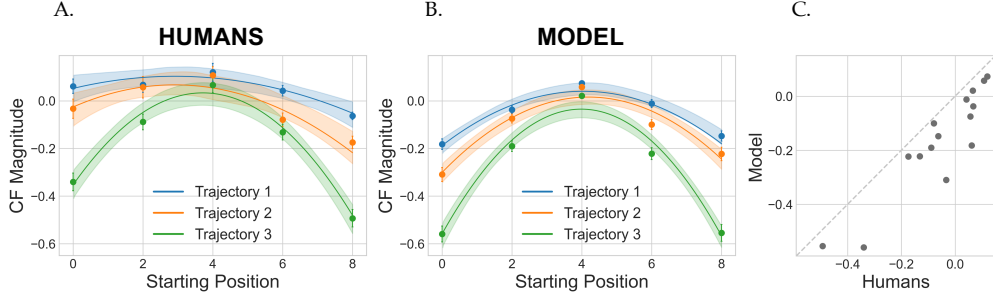 A.
HUMANS
CF Magnitude
0.0
−0.2
−0.4
−0.6
Trajectory 1
Trajectory 2
Trajectory 3
0 2 4 6 8
Starting Position
B.
MODEL
CF Magnitude
0.0
−0.2
−0.4
−0.6
Trajectory 1
Trajectory 2
Trajectory 3
0 2 4 6 8
Starting Position
C.
Model
0.0
−0.2
−0.4
−0.4 −0.2 0.0
Humans